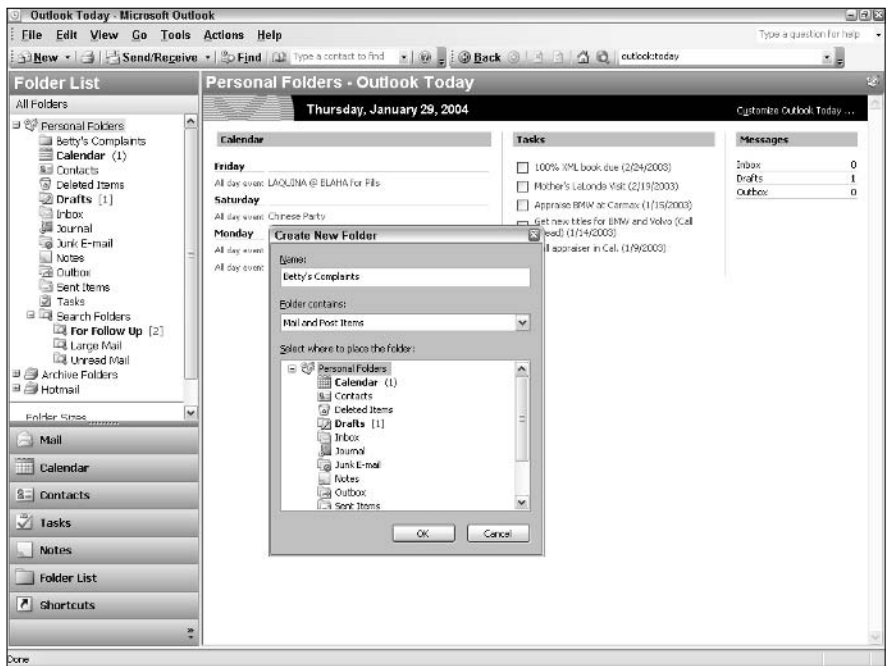 Outlook Today - Microsoft Outlook
File Edit View Go Tools Actions Help
Type a question for help
New Send/Receive Find Type a contact to find Back outlook:today
Folder List
All Folders
Personal Folders
Betty's Complaints
Calendar (1)
Contacts
Deleted Items
Drafts [1]
Inbox
Journal
Junk E-mail
Notes
Outbox
Sent Items
Tasks
Search Folders
For Follow Up [2]
Large Mail
Unread Mail
Archive Folders
Hotmail
Folder Sizes
Mail
Calendar
Contacts
Tasks
Notes
Folder List
Shortcuts
Personal Folders - Outlook Today
Thursday, January 29, 2004
Customize Outlook Today ...
Calendar
Friday
All day event LAQUINA @ ELAHA for Pils
Saturday
All day event Chinese Party
Monday
All day event
All day event
Tasks
100% XML book due (2/24/2003)
Mother's LaLonde Visit (2/19/2003)
Appraise BMW at Carmax (1/15/2003)
Get new titles for BMW and Volvo (Call
ead) (1/14/2003)
ll appraiser in Cal. (1/9/2003)
Messages
Inbox 0
Drafts 1
Outbox 0
Create New Folder
Name:
Betty's Complaints
Folder contains:
Mail and Post Items
Select where to place the folder:
Personal Folders
Calendar (1)
Contacts
Deleted Items
Drafts [1]
Inbox
Journal
Junk E-mail
Notes
Outbox
Sent Items
OK Cancel
Done